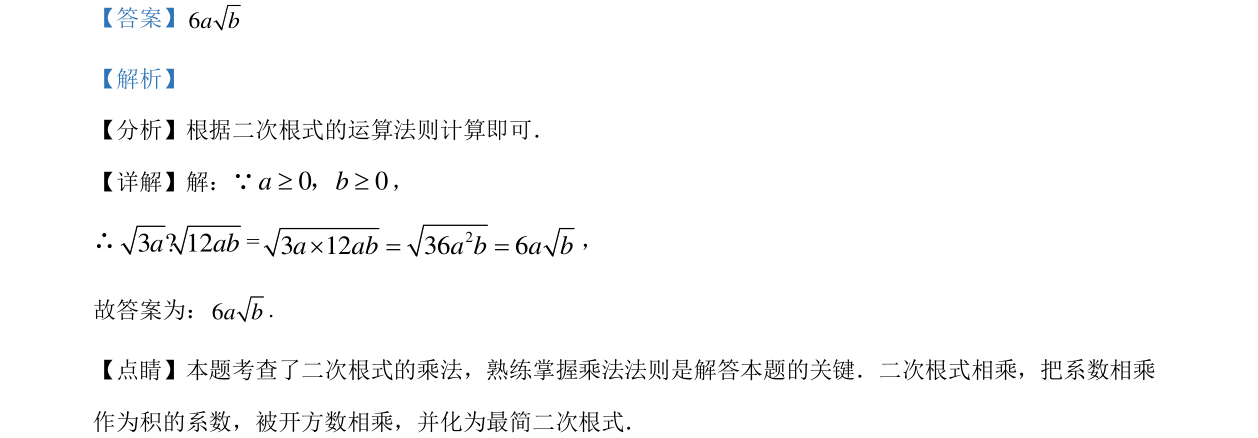 【答案】6a√b
【解析】
【分析】根据二次根式的运算法则计算即可．
【详解】解：∵a≥0，b≥0，
∴√3a?√12ab=√3a×12ab=√36a²b=6a√b，
故答案为：6a√b．
【点睛】本题考查了二次根式的乘法，熟练掌握乘法法则是解答本题的关键．二次根式相乘，把系数相乘
作为积的系数，被开方数相乘，并化为最简二次根式．